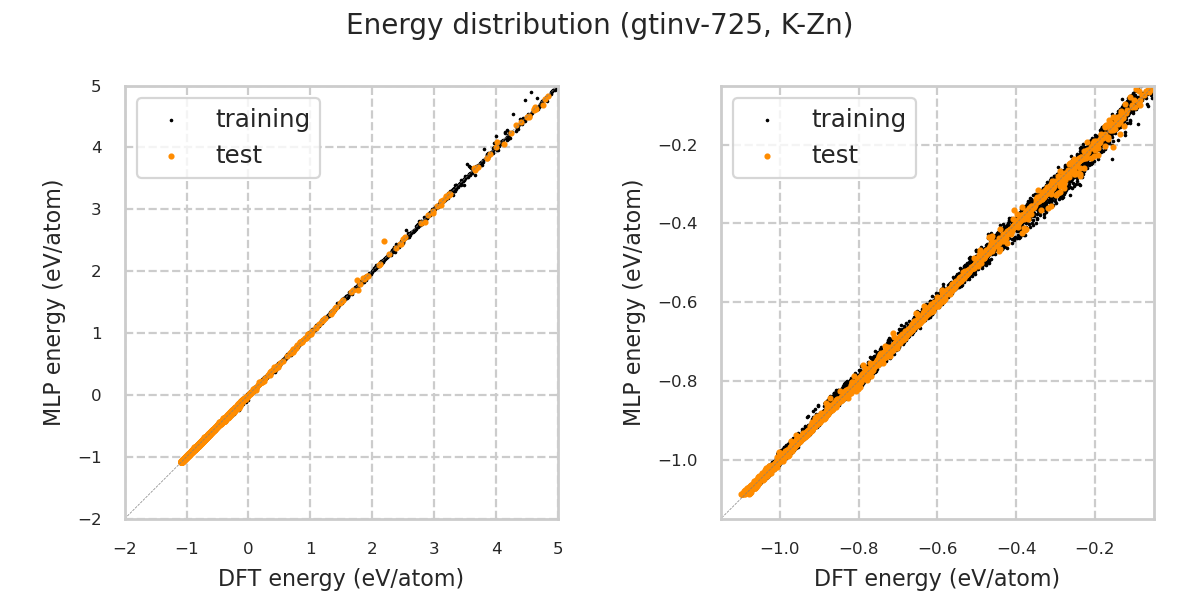 Energy distribution (gtinv-725, K-Zn)
MLP energy (eV/atom)
5
4
3
2
1
0
−1
−2
training
test
−2
−1
0
1
2
3
4
5
DFT energy (eV/atom)
MLP energy (eV/atom)
−0.2
−0.4
−0.6
−0.8
−1.0
training
test
−1.0
−0.8
−0.6
−0.4
−0.2
DFT energy (eV/atom)